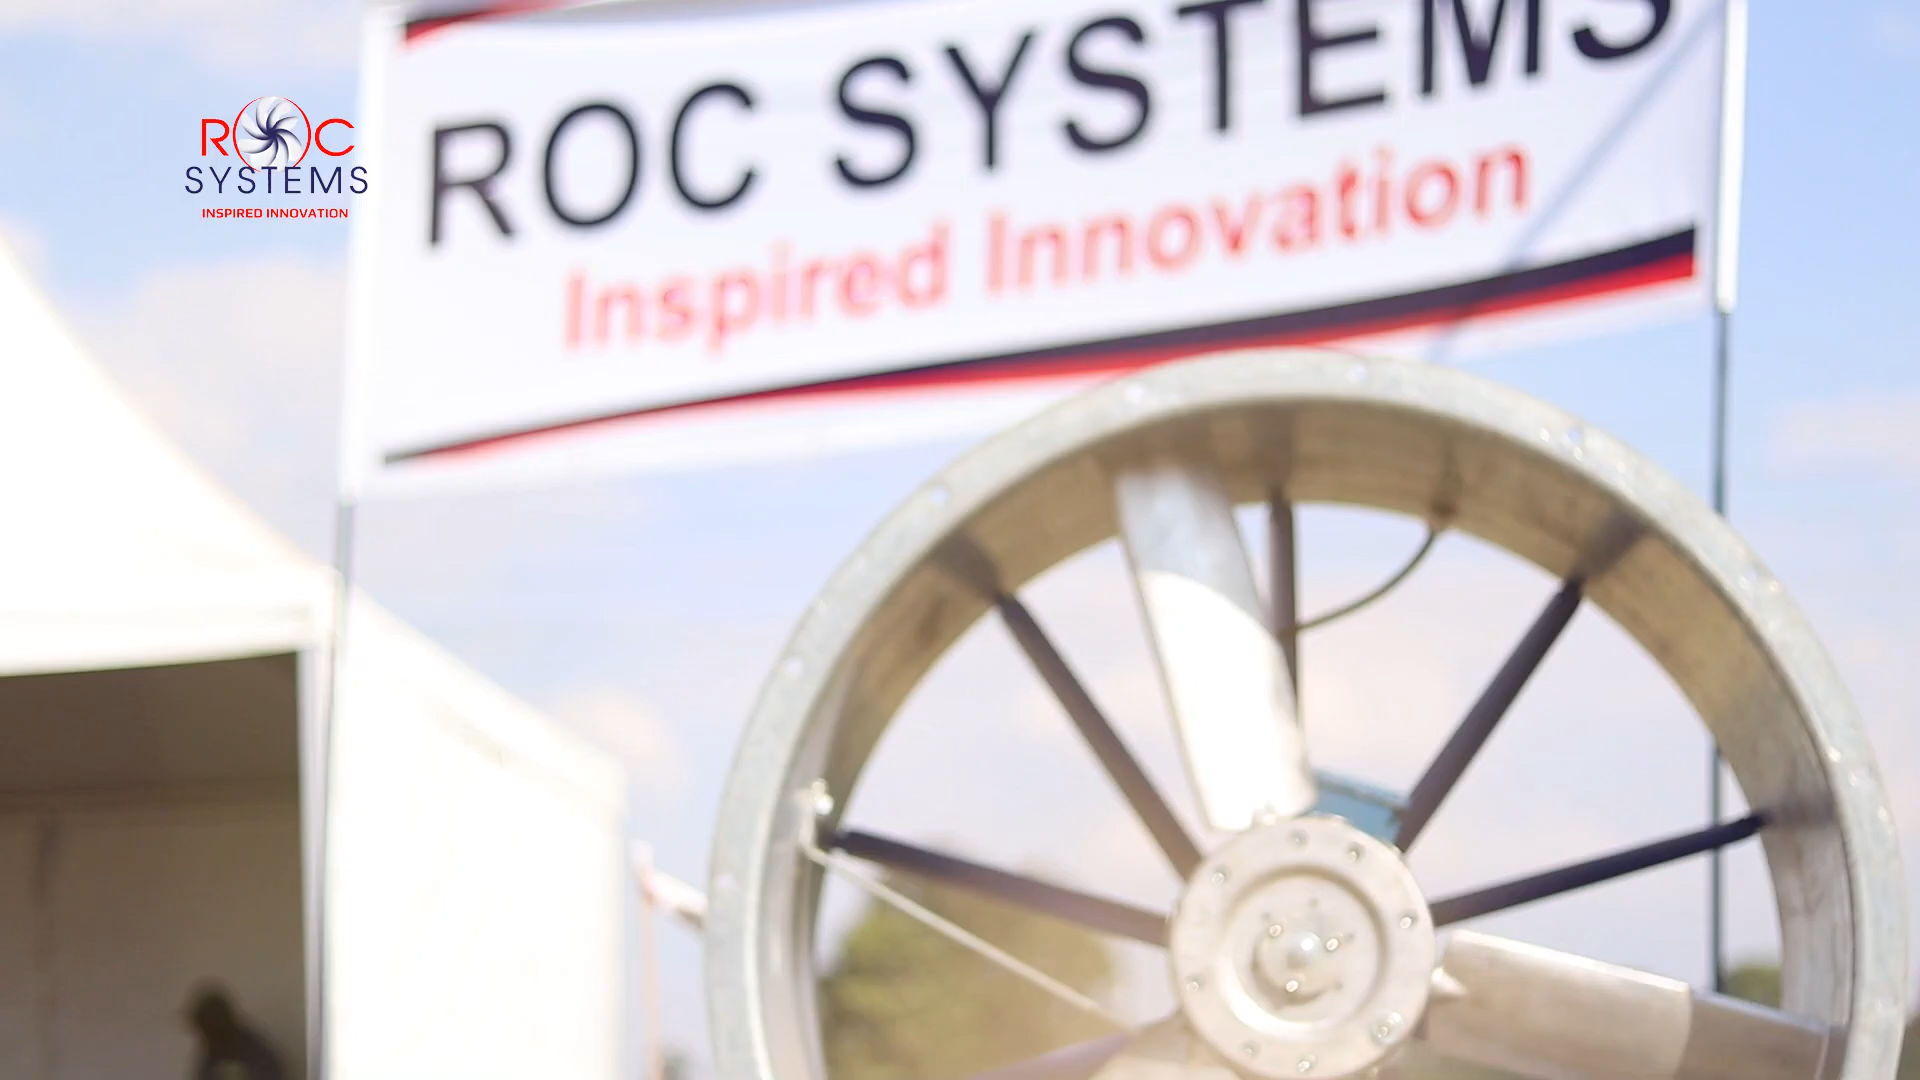 ROC
SYSTEMS
INSPIRED INNOVATION
ROC SYSTEMS
Inspired Innovation